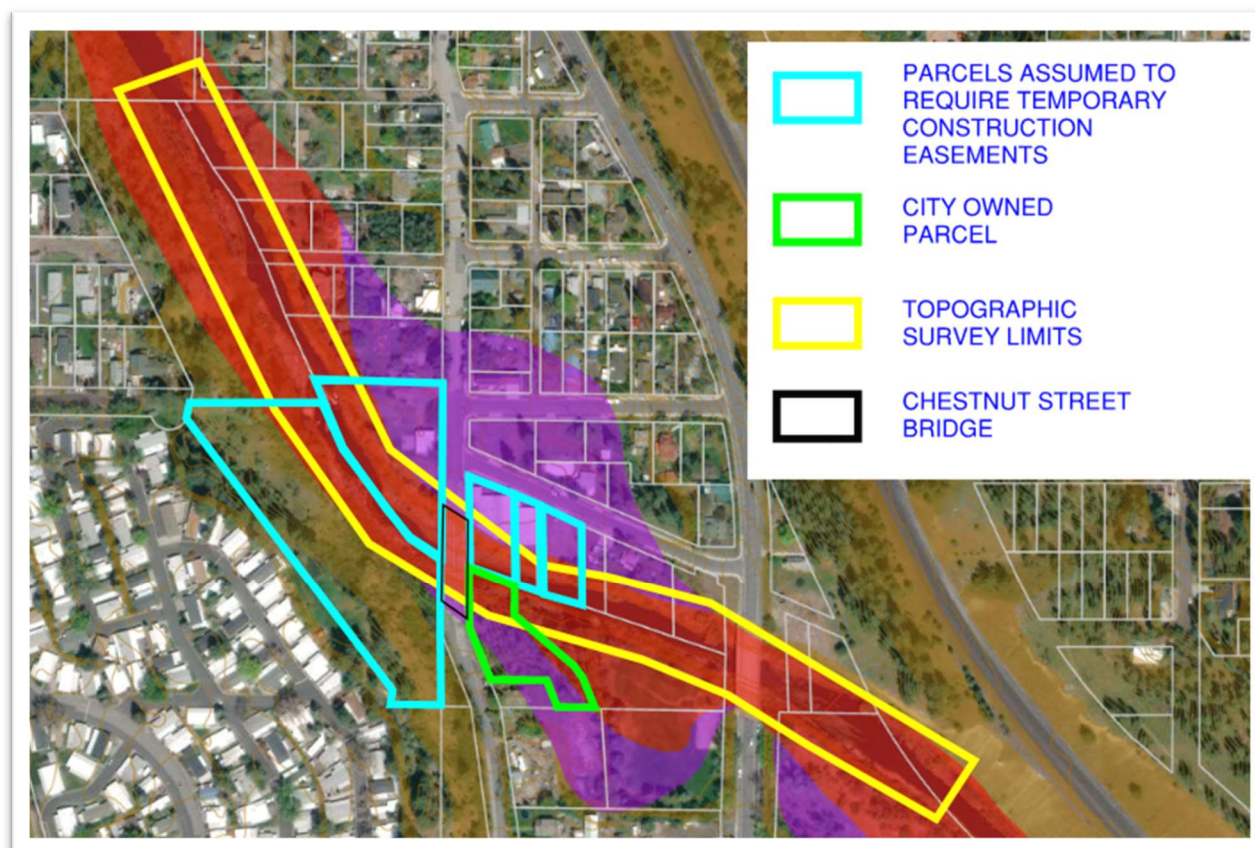 PARCELS ASSUMED TO
REQUIRE TEMPORARY
CONSTRUCTION
EASEMENTS
CITY OWNED
PARCEL
TOPOGRAPHIC
SURVEY LIMITS
CHESTNUT STREET
BRIDGE